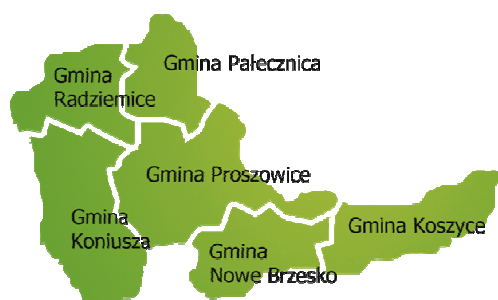 Gmina Pałecznica
Gmina
Radziemice
Gmina Proszowice
Gmina
Koniusza
Gmina Koszyce
Gmina
Nowe Brzesko